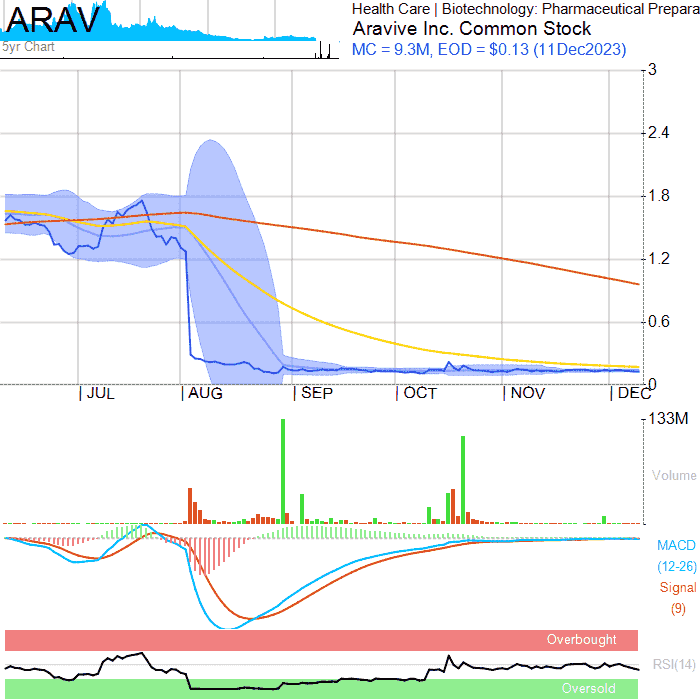 ARAV
5yr Chart
Health Care | Biotechnology: Pharmaceutical Prepara
Aravive Inc. Common Stock
MC = 9.3M, EOD = $0.13 (11Dec2023)
3
2.4
1.8
1.2
0.6
0
| JUL | AUG | SEP | OCT | NOV | DEC
133M
Volume
MACD
(12-26)
Signal
(9)
Overbought
RSI(14)
Oversold